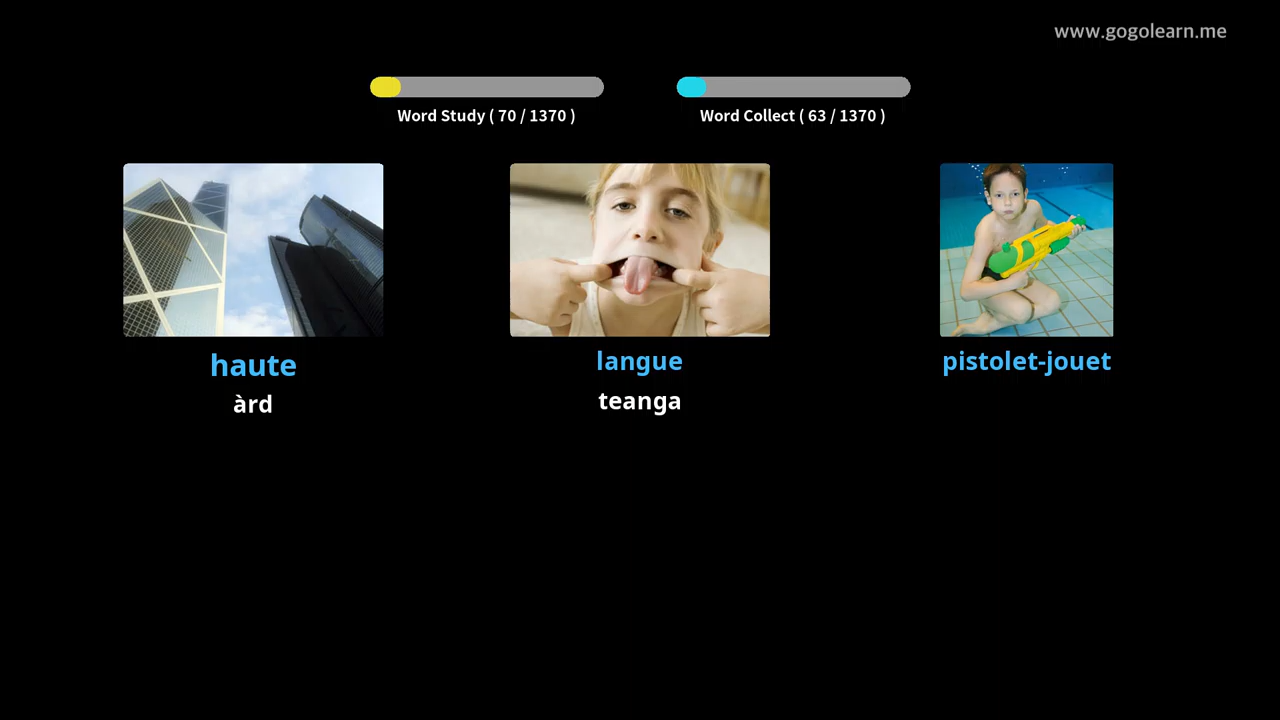 www.gogolearn.me
Word Study ( 70 / 1370 )
Word Collect ( 63 / 1370 )
haute
langue
pistolet-jouet
àrd
teanga